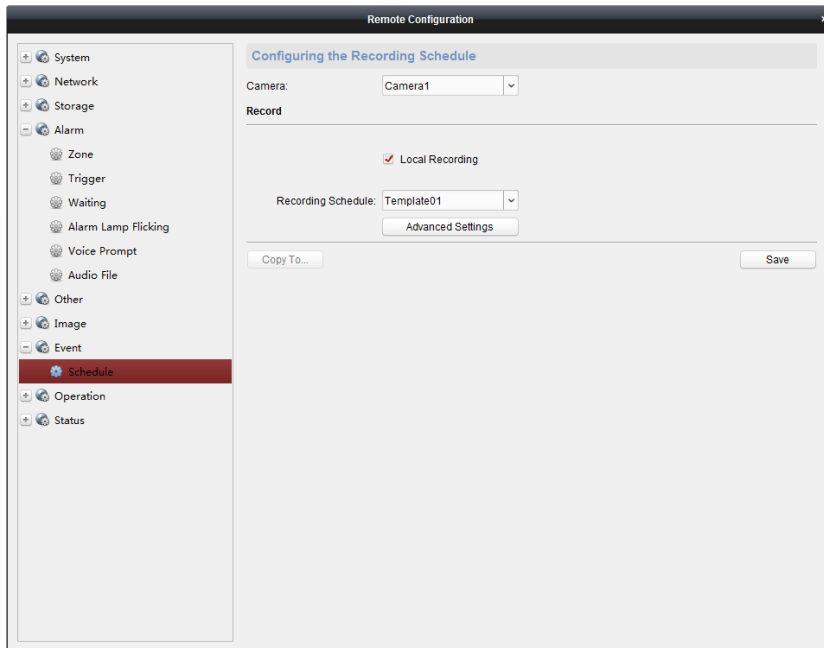 Remote Configuration
System
Network
Storage
Alarm
Zone
Trigger
Waiting
Alarm Lamp Flicking
Voice Prompt
Audio File
Other
Image
Event
Schedule
Operation
Status
Configuring the Recording Schedule
Camera: Camera1
Record
Local Recording
Recording Schedule: Template01
Advanced Settings
Copy To... Save